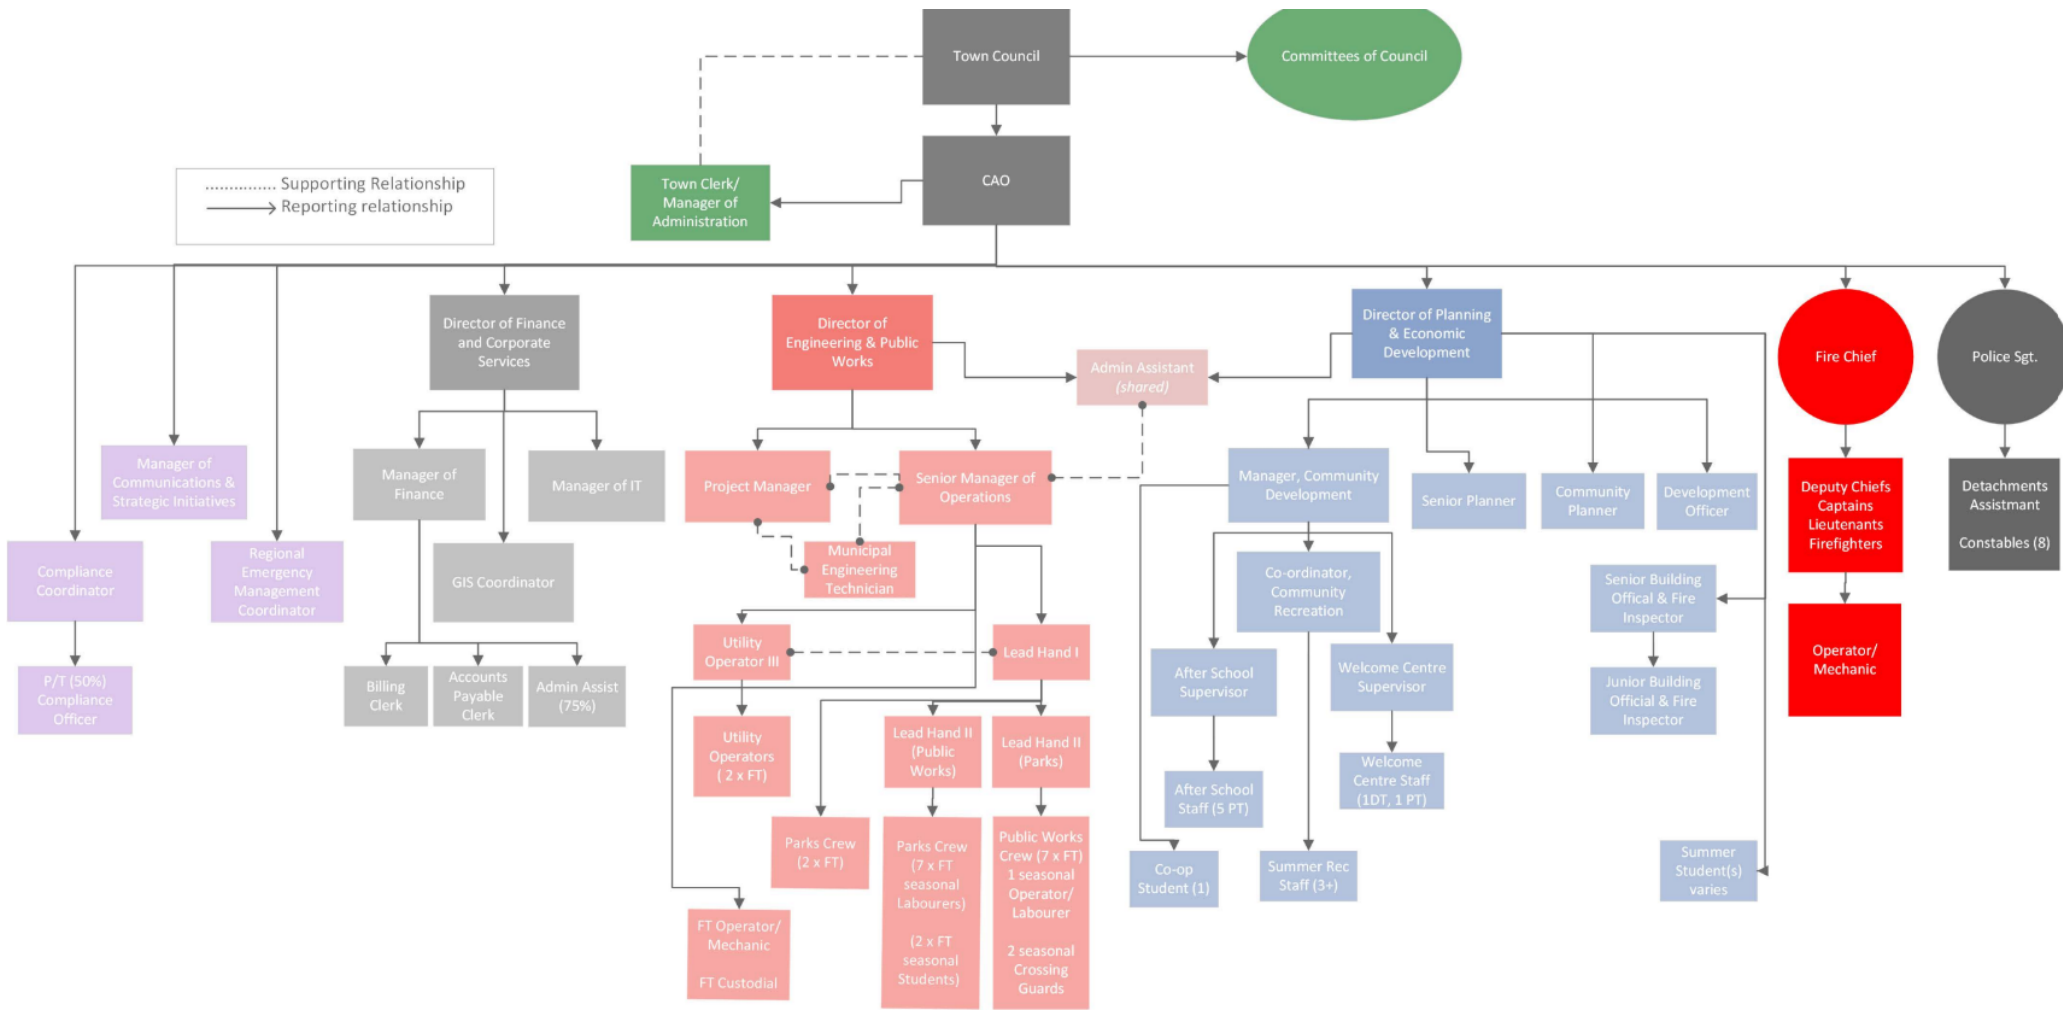 Town Council
Committees of Council
CAO
Town Clerk/
Manager of
Administration
Supporting Relationship
Reporting relationship
Director of Finance
and Corporate
Services
Director of
Engineering & Public
Works
Admin Assistant
(shared)
Director of Planning
& Economic
Development
Fire Chief
Police Sgt.
Manager of
Communications &
Strategic Initiatives
Manager of
Finance
Manager of IT
Project Manager
Senior Manager of
Operations
Manager, Community
Development
Senior Planner
Community
Planner
Development
Officer
Deputy Chiefs
Captains
Lieutenants
Firefighters
Detachments
Assistmant
Constables (8)
Compliance
Coordinator
Regional
Emergency
Management
Coordinator
GIS Coordinator
Municipal
Engineering
Technician
Co-ordinator,
Community
Recreation
Senior Building
Offical & Fire
Inspector
Operator/
Mechanic
P/T (50%)
Compliance
Officer
Billing
Clerk
Accounts
Payable
Clerk
Admin Assist
(75%)
Utility
Operator III
Lead Hand I
After School
Supervisor
Welcome Centre
Supervisor
Junior Building
Official & Fire
Inspector
Utility
Operators
( 2 x FT)
Lead Hand II
(Public
Works)
Lead Hand II
(Parks)
After School
Staff (5 PT)
Welcome
Centre Staff
(1DT, 1 PT)
Parks Crew
(2 x FT)
Parks Crew
(7 x FT
seasonal
Labourers)
(2 x FT
seasonal
Students)
Public Works
Crew (7 x FT)
1 seasonal
Operator/
Labourer
2 seasonal
Crossing
Guards
Co-op
Student (1)
Summer Rec
Staff (3+)
Summer
Student(s)
varies
FT Operator/
Mechanic
FT Custodial